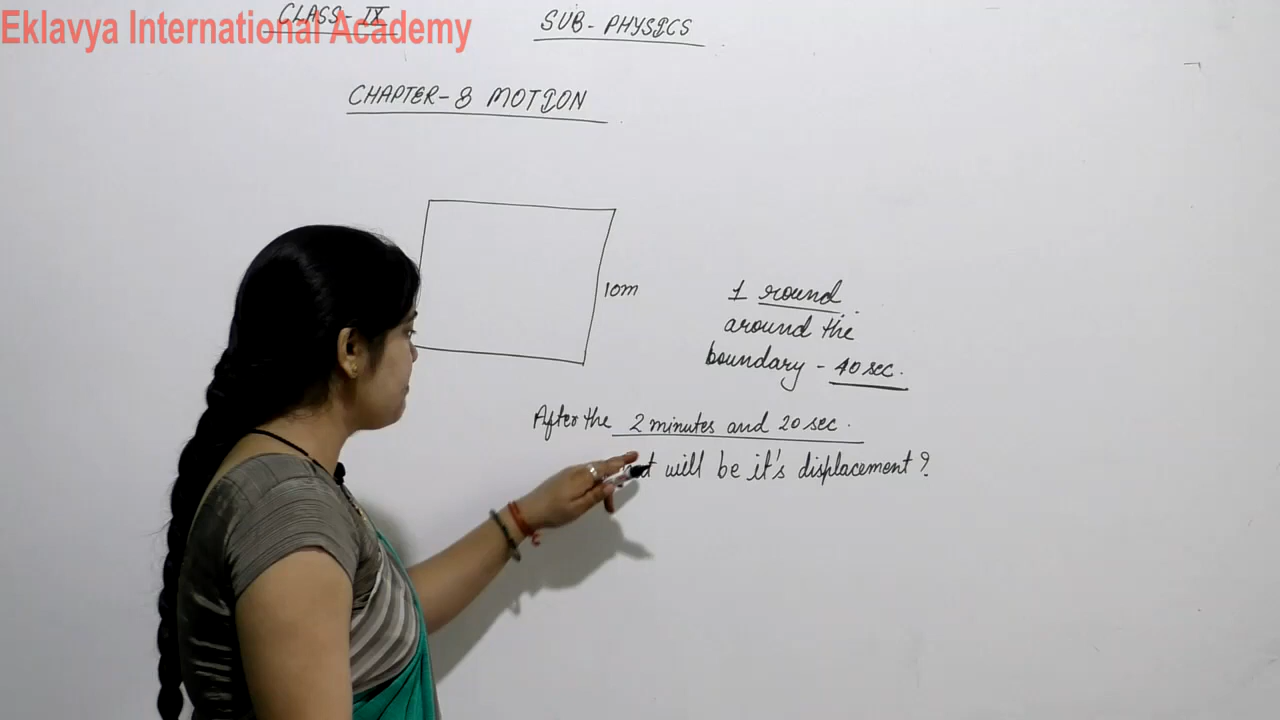 CLASS-IX
Eklavya International Academy
SUB-PHYSICS
CHAPTER-8 MOTION
10m
1 round
around the
boundary - 40 sec.
After the 2 minutes and 20 sec.
will be it's displacement?